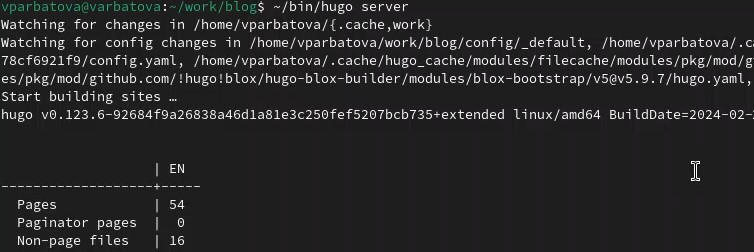 vparbatova@varbatova:~/work/blog$ ~/bin/hugo server
Watching for changes in /home/vparbatova/{.cache,work}
Watching for config changes in /home/vparbatova/work/blog/config/_default, /home/vparbatova/.ca
78cf6921f9/config.yaml, /home/vparbatova/.cache/hugo_cache/modules/filecache/modules/pkg/mod/g
es/pkg/mod/github.com/!hugo!blox/hugo-blox-builder/modules/blox-bootstrap/v5@v5.9.7/hugo.yaml,
Start building sites …
hugo v0.123.6-92684f9a26838a46d1a81e3c250fef5207bcb735+extended linux/amd64 BuildDate=2024-02-
| EN
-------------------+-----
Pages | 54
Paginator pages | 0
Non-page files | 16